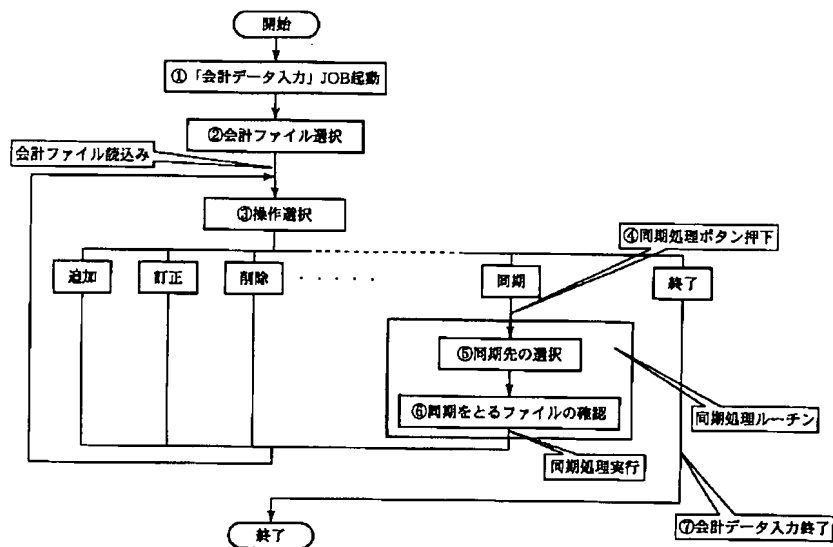 開始
①「会計データ入力」JOB起動
②会計ファイル選択
会計ファイル読込み
③操作選択
④同期処理ボタン押下
追加
訂正
削除
・・・・・
同期
終了
⑤同期先の選択
⑥同期をとるファイルの確認
同期処理ルーチン
同期処理実行
⑦会計データ入力終了
終了